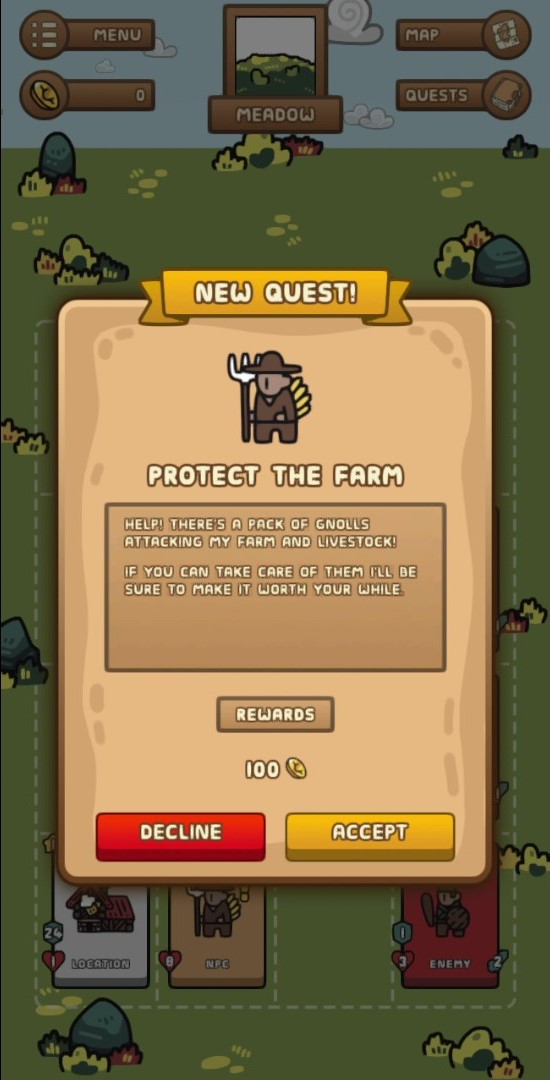 MENU
MAP
0
QUESTS
MEADOW
NEW QUEST!
PROTECT THE FARM
HELP! THERE'S A PACK OF GNOLLS
ATTACKING MY FARM AND LIVESTOCK!
IF YOU CAN TAKE CARE OF THEM I'LL BE
SURE TO MAKE IT WORTH YOUR WHILE.
REWARDS
100
DECLINE
ACCEPT
24
1
1 LOCATION
8 NPC
3 ENEMY 2